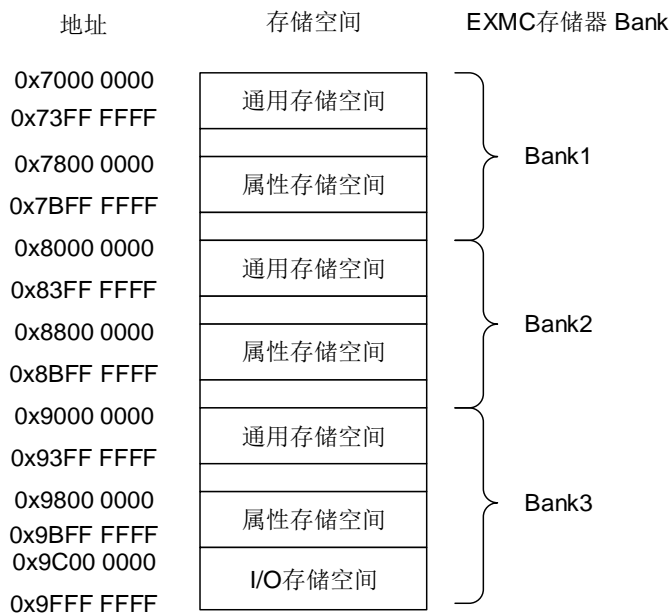 地址 存储空间 EXMC存储器 Bank
0x7000 0000
通用存储空间
0x73FF FFFF
0x7800 0000
Bank1
属性存储空间
0x7BFF FFFF
0x8000 0000
通用存储空间
0x83FF FFFF
0x8800 0000
Bank2
属性存储空间
0x8BFF FFFF
0x9000 0000
通用存储空间
0x93FF FFFF
0x9800 0000
Bank3
属性存储空间
0x9BFF FFFF
0x9C00 0000
I/O存储空间
0x9FFF FFFF